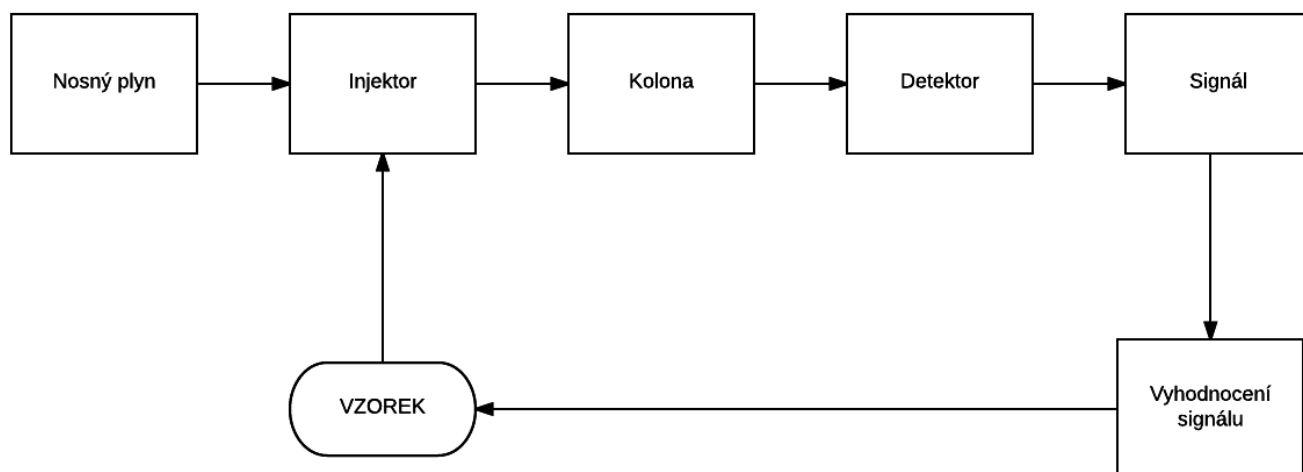 Nosný plyn
Injektor
Kolona
Detektor
Signál
VZOREK
Vyhodnocení
signálu